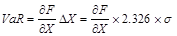 VaR = ∂F/∂X ΔX = ∂F/∂X × 2.326 × σ